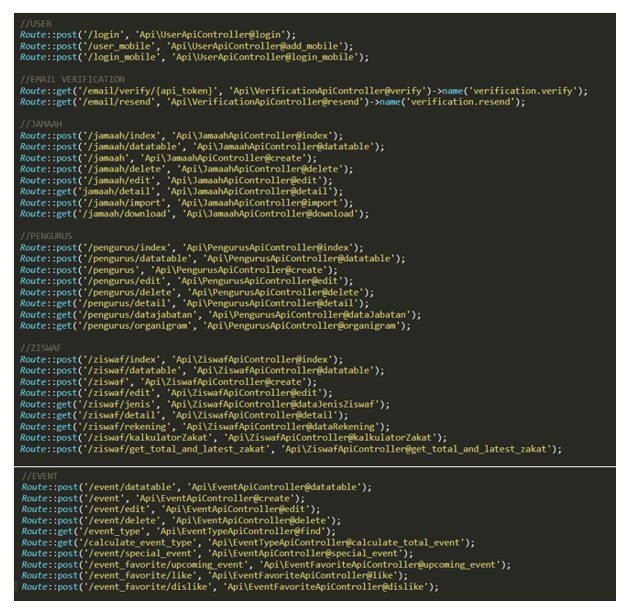 //USER
Route::post('/login', 'Api\UserApiController@login');
Route::post('/user_mobile', 'Api\UserApiController@add_mobile');
Route::post('/login_mobile', 'Api\UserApiController@login_mobile');
//EMAIL VERIFICATION
Route::get('/email/verify/{api_token}', 'Api\VerificationApiController@verify')->name('verification.verify');
Route::get('/email/resend', 'Api\VerificationApiController@resend')->name('verification.resend');
//JAMAAH
Route::post('/jamaah/index', 'Api\JamaahApiController@index');
Route::post('/jamaah/datatable', 'Api\JamaahApiController@datatable');
Route::post('/jamaah', 'Api\JamaahApiController@create');
Route::post('/jamaah/delete', 'Api\JamaahApiController@delete');
Route::post('/jamaah/edit', 'Api\JamaahApiController@edit');
Route::get('jamaah/detail', 'Api\JamaahApiController@detail');
Route::post('/jamaah/import', 'Api\JamaahApiController@import');
Route::get('/jamaah/download', 'Api\JamaahApiController@download');
//PENGURUS
Route::post('/pengurus/index', 'Api\PengurusApiController@index');
Route::post('/pengurus/datatable', 'Api\PengurusApiController@datatable');
Route::post('/pengurus', 'Api\PengurusApiController@create');
Route::post('/pengurus/edit', 'Api\PengurusApiController@edit');
Route::post('/pengurus/delete', 'Api\PengurusApiController@delete');
Route::get('/pengurus/detail', 'Api\PengurusApiController@detail');
Route::get('/pengurus/datajabatan', 'Api\PengurusApiController@dataJabatan');
Route::get('/pengurus/organigram', 'Api\PengurusApiController@organigram');
//ZISWAF
Route::post('/ziswaf/index', 'Api\ZiswafApiController@index');
Route::post('/ziswaf/datatable', 'Api\ZiswafApiController@datatable');
Route::post('/ziswaf', 'Api\ZiswafApiController@create');
Route::post('/ziswaf/edit', 'Api\ZiswafApiController@edit');
Route::get('/ziswaf/jenis', 'Api\ZiswafApiController@dataJenisZiswaf');
Route::get('/ziswaf/detail', 'Api\ZiswafApiController@detail');
Route::get('/ziswaf/rekening', 'Api\ZiswafApiController@dataRekening');
Route::post('/ziswaf/kalkulatorZakat', 'Api\ZiswafApiController@kalkulatorZakat');
Route::post('/ziswaf/get_total_and_latest_zakat', 'Api\ZiswafApiController@get_total_and_latest_zakat');
//EVENT
Route::post('/event/datatable', 'Api\EventApiController@datatable');
Route::post('/event', 'Api\EventApiController@create');
Route::post('/event/edit', 'Api\EventApiController@edit');
Route::post('/event/delete', 'Api\EventApiController@delete');
Route::get('/event_type', 'Api\EventTypeApiController@find');
Route::get('/calculate_event_type', 'Api\EventTypeApiController@calculate_total_event');
Route::post('/event/special_event', 'Api\EventApiController@special_event');
Route::post('/event_favorite/upcoming_event', 'Api\EventFavoriteApiController@upcoming_event');
Route::post('/event_favorite/like', 'Api\EventFavoriteApiController@like');
Route::post('/event_favorite/dislike', 'Api\EventFavoriteApiController@dislike');